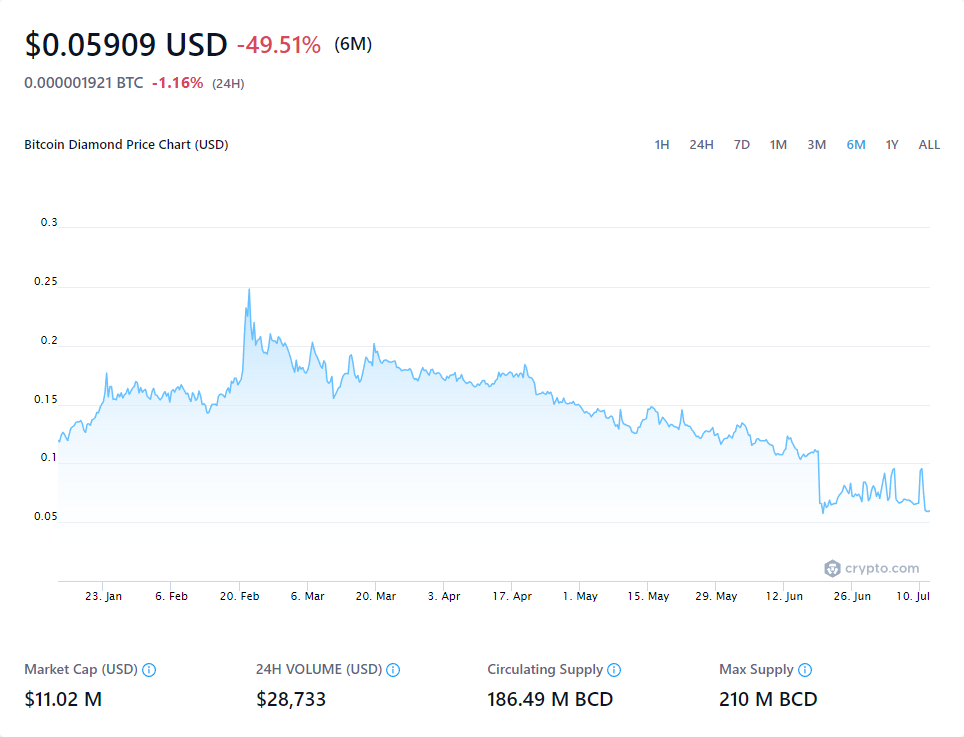 $0.05909 USD -49.51% (6M)
0.000001921 BTC -1.16% (24H)
Bitcoin Diamond Price Chart (USD) 1H 24H 7D 1M 3M 6M 1Y ALL
0.3
0.25
0.2
0.15
0.1
0.05
crypto.com
23. Jan 6. Feb 20. Feb 6. Mar 20. Mar 3. Apr 17. Apr 1. May 15. May 29. May 12. Jun 26. Jun 10. Jul
Market Cap (USD) 24H VOLUME (USD) Circulating Supply Max Supply
$11.02 M $28,733 186.49 M BCD 210 M BCD